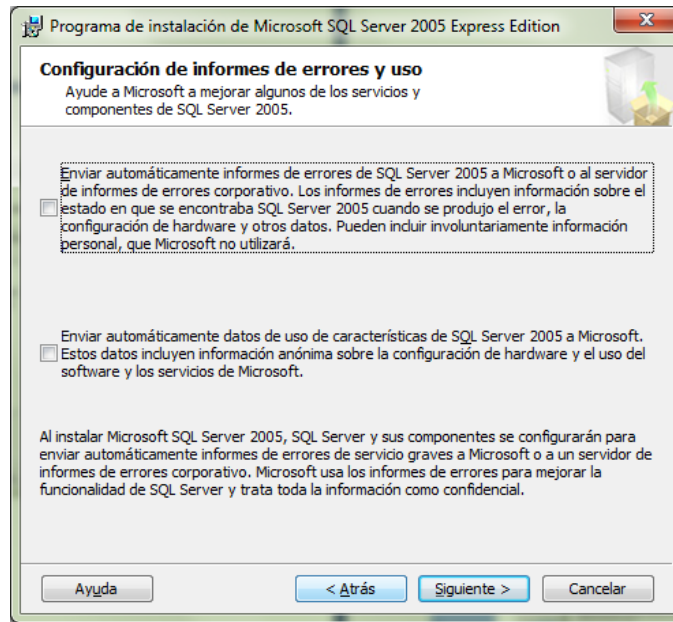 Programa de instalación de Microsoft SQL Server 2005 Express Edition
Configuración de informes de errores y uso
Ayude a Microsoft a mejorar algunos de los servicios y
componentes de SQL Server 2005.
Enviar automáticamente informes de errores de SQL Server 2005 a Microsoft o al servidor
de informes de errores corporativo. Los informes de errores incluyen información sobre el
estado en que se encontraba SQL Server 2005 cuando se produjo el error, la
configuración de hardware y otros datos. Pueden incluir involuntariamente información
personal, que Microsoft no utilizará.
Enviar automáticamente datos de uso de características de SQL Server 2005 a Microsoft.
Estos datos incluyen información anónima sobre la configuración de hardware y el uso del
software y los servicios de Microsoft.
Al instalar Microsoft SQL Server 2005, SQL Server y sus componentes se configurarán para
enviar automáticamente informes de errores de servicio graves a Microsoft o a un servidor de
informes de errores corporativo. Microsoft usa los informes de errores para mejorar la
funcionalidad de SQL Server y trata toda la información como confidencial.
Ayuda < Atrás Siguiente > Cancelar